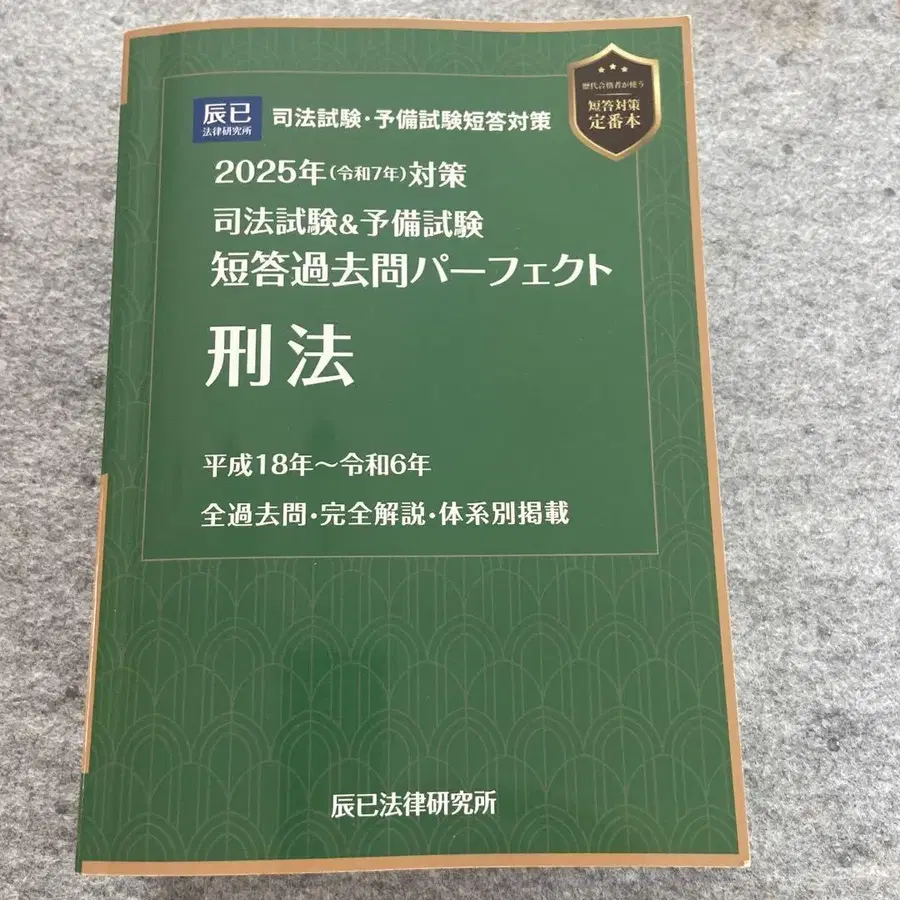 辰已
法律研究所
司法試験・予備試験短答対策
歴代合格者が使う
短答対策
定番本
2025年(令和7年)対策
司法試験&予備試験
短答過去問パーフェクト
刑法
平成18年～令和6年
全過去問・完全解説・体系別掲載
辰已法律研究所